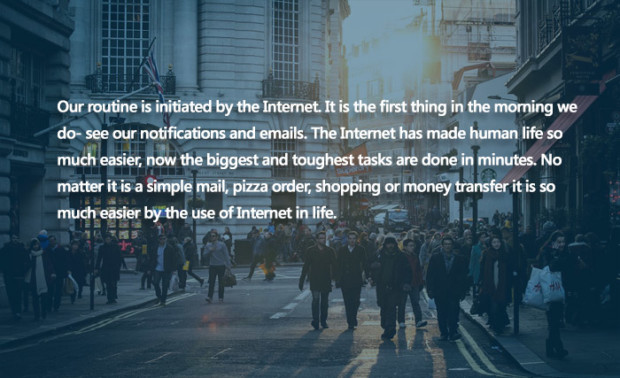 Our routine is initiated by the Internet. It is the first thing in the morning we
do- see our notifications and emails. The Internet has made human life so
much easier, now the biggest and toughest tasks are done in minutes. No
matter it is a simple mail, pizza order, shopping or money transfer it is so
much easier by the use of Internet in life.